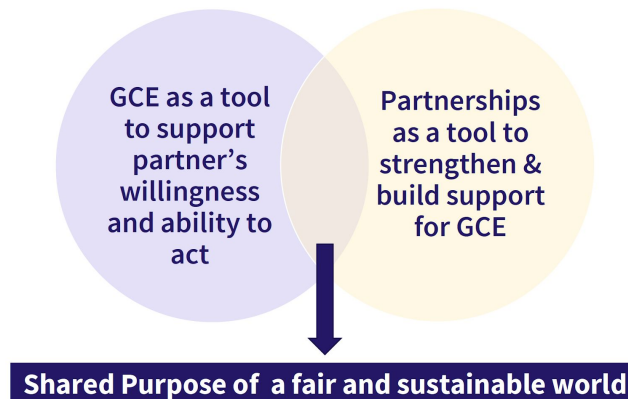 GCE as a tool
to support
partner’s
willingness
and ability to
act
Partnerships
as a tool to
strengthen &
build support
for GCE
Shared Purpose of a fair and sustainable world